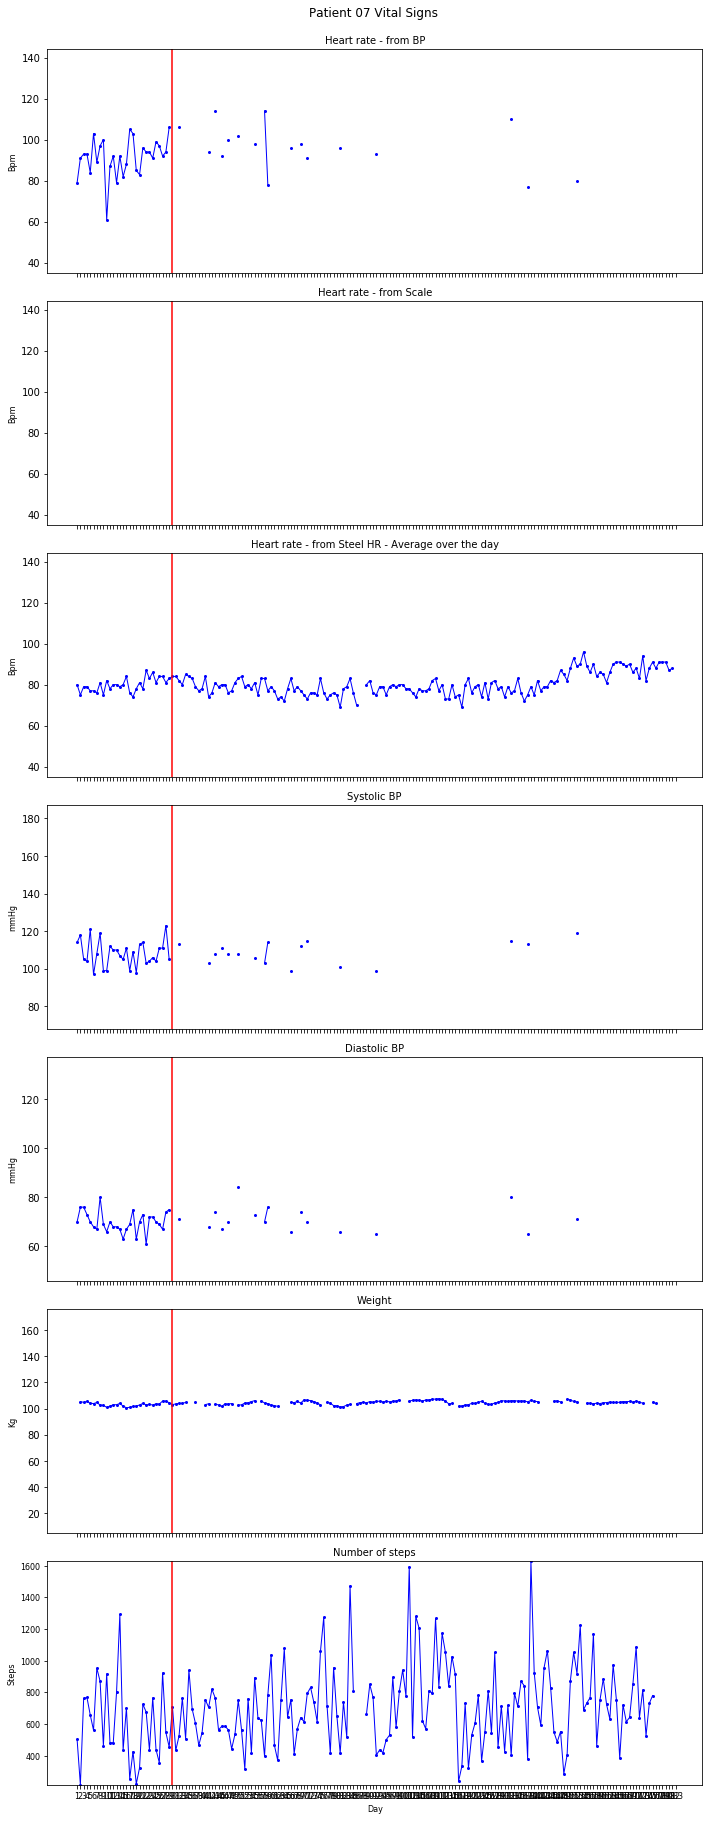 Patient 07 Vital Signs
Heart rate - from BP
140
120
100
80
60
40
Bpm
Heart rate - from Scale
140
120
100
80
60
40
Bpm
Heart rate - from Steel HR - Average over the day
140
120
100
80
60
40
Bpm
Systolic BP
180
160
140
120
100
80
mmHg
Diastolic BP
120
100
80
60
mmHg
Weight
160
140
120
100
80
60
40
20
Kg
Number of steps
1600
1400
1200
1000
800
600
400
Steps
Day